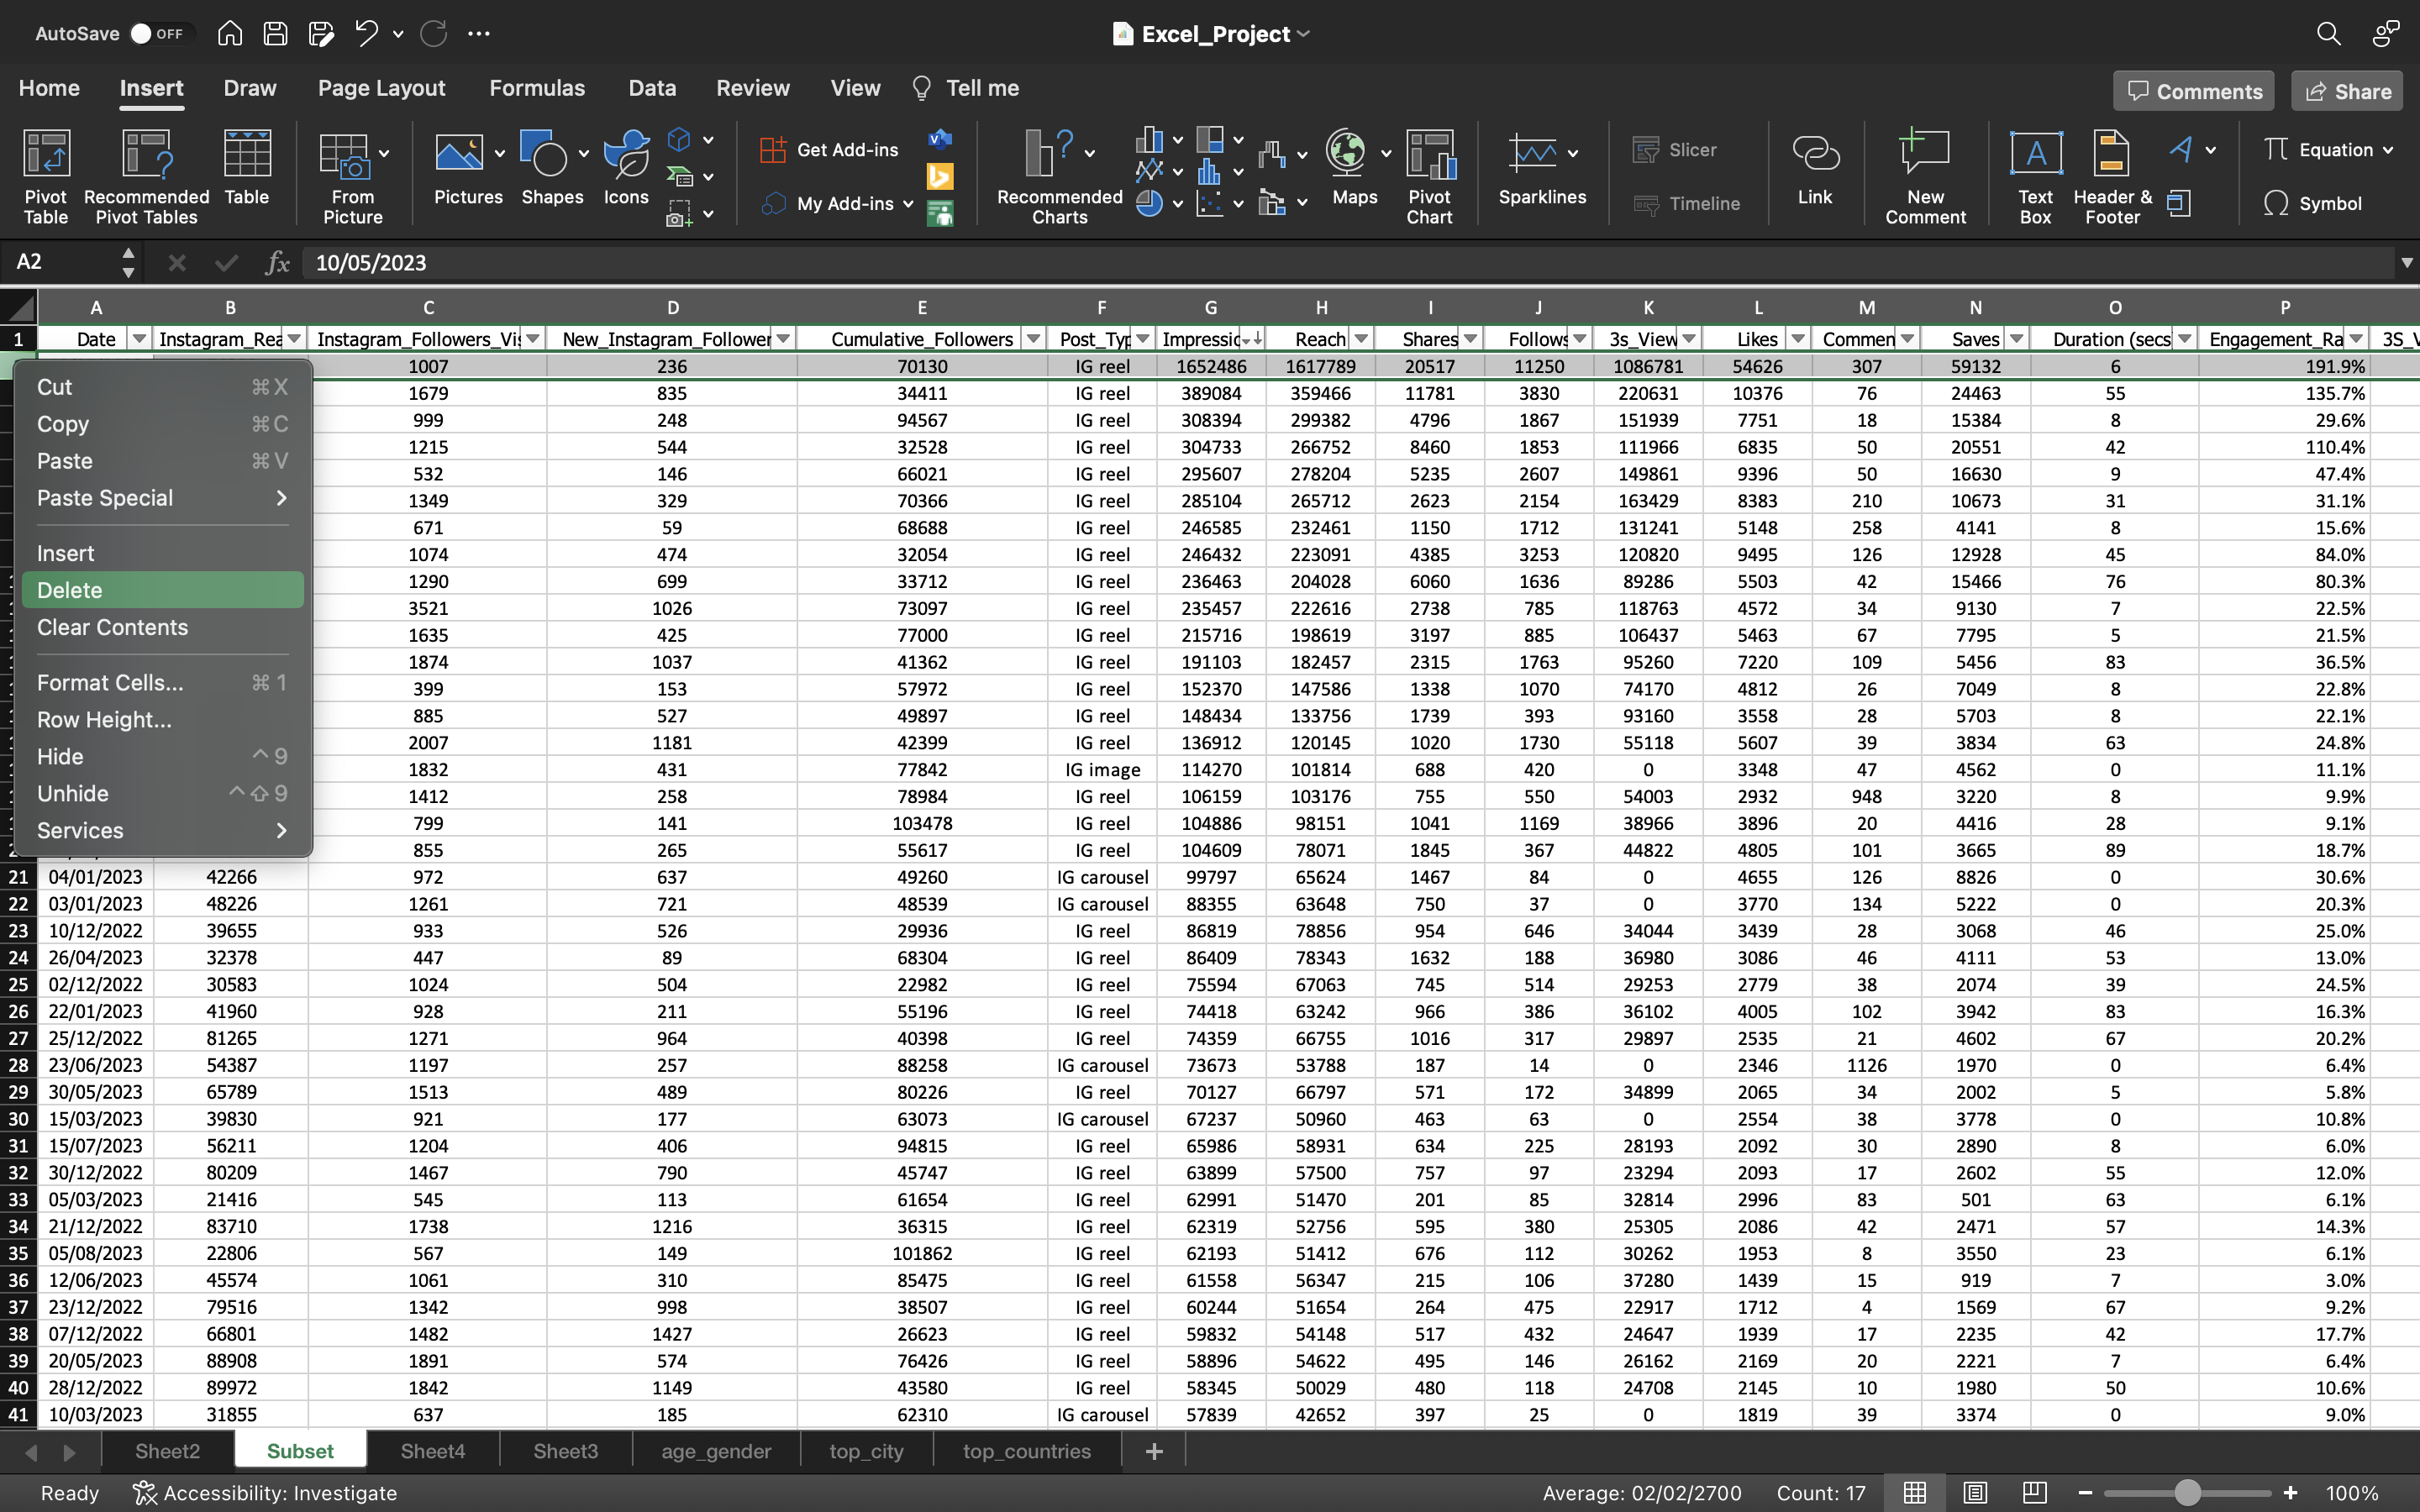 AutoSave OFF Excel_Project
Home Insert Draw Page Layout Formulas Data Review View Tell me Comments Share
Pivot Table Recommended Pivot Tables Table From Picture Pictures Shapes Icons Get Add-ins My Add-ins Recommended Charts Maps Pivot Chart Sparklines Slicer Timeline Link New Comment Text Box Header & Footer Equation Symbol
A2 fx 10/05/2023
A B C D E F G H I J K L M N O P
1 Date Instagram_Rea Instagram_Followers_Vis New_Instagram_Follower Cumulative_Followers Post_Typ Impressic Reach Shares Follows 3s_View Likes Commen Saves Duration (secs Engagement_Ra 3S_V
1007 236 70130 IG reel 1652486 1617789 20517 11250 1086781 54626 307 59132 6 191.9%
Cut ⌘X
1679 835 34411 IG reel 389084 359466 11781 3830 220631 10376 76 24463 55 135.7%
Copy ⌘C
999 248 94567 IG reel 308394 299382 4796 1867 151939 7751 18 15384 8 29.6%
1215 544 32528 IG reel 304733 266752 8460 1853 111966 6835 50 20551 42 110.4%
Paste ⌘V
532 146 66021 IG reel 295607 278204 5235 2607 149861 9396 50 16630 9 47.4%
Paste Special
1349 329 70366 IG reel 285104 265712 2623 2154 163429 8383 210 10673 31 31.1%
671 59 68688 IG reel 246585 232461 1150 1712 131241 5148 258 4141 8 15.6%
Insert
1074 474 32054 IG reel 246432 223091 4385 3253 120820 9495 126 12928 45 84.0%
Delete
1290 699 33712 IG reel 236463 204028 6060 1636 89286 5503 42 15466 76 80.3%
3521 1026 73097 IG reel 235457 222616 2738 785 118763 4572 34 9130 7 22.5%
Clear Contents
1635 425 77000 IG reel 215716 198619 3197 885 106437 5463 67 7795 5 21.5%
1874 1037 41362 IG reel 191103 182457 2315 1763 95260 7220 109 5456 83 36.5%
Format Cells... ⌘1
399 153 57972 IG reel 152370 147586 1338 1070 74170 4812 26 7049 8 22.8%
Row Height...
885 527 49897 IG reel 148434 133756 1739 393 93160 3558 28 5703 8 22.1%
2007 1181 42399 IG reel 136912 120145 1020 1730 55118 5607 39 3834 63 24.8%
Hide ^9
1832 431 77842 IG image 114270 101814 688 420 0 3348 47 4562 0 11.1%
Unhide ^⇧9
1412 258 78984 IG reel 106159 103176 755 550 54003 2932 948 3220 8 9.9%
799 141 103478 IG reel 104886 98151 1041 1169 38966 3896 20 4416 28 9.1%
Services
855 265 55617 IG reel 104609 78071 1845 367 44822 4805 101 3665 89 18.7%
21 04/01/2023 42266 972 637 49260 IG carousel 99797 65624 1467 84 0 4655 126 8826 0 30.6%
22 03/01/2023 48226 1261 721 48539 IG carousel 88355 63648 750 37 0 3770 134 5222 0 20.3%
23 10/12/2022 39655 933 526 29936 IG reel 86819 78856 954 646 34044 3439 28 3068 46 25.0%
24 26/04/2023 32378 447 89 68304 IG reel 86409 78343 1632 188 36980 3086 46 4111 53 13.0%
25 02/12/2022 30583 1024 504 22982 IG reel 75594 67063 745 514 29253 2779 38 2074 39 24.5%
26 22/01/2023 41960 928 211 55196 IG reel 74418 63242 966 386 36102 4005 102 3942 83 16.3%
27 25/12/2022 81265 1271 964 40398 IG reel 74359 66755 1016 317 29897 2535 21 4602 67 20.2%
28 23/06/2023 54387 1197 257 88258 IG carousel 73673 53788 187 14 0 2346 1126 1970 0 6.4%
29 30/05/2023 65789 1513 489 80226 IG reel 70127 66797 571 172 34899 2065 34 2002 5 5.8%
30 15/03/2023 39830 921 177 63073 IG carousel 67237 50960 463 63 0 2554 38 3778 0 10.8%
31 15/07/2023 56211 1204 406 94815 IG reel 65986 58931 634 225 28193 2092 30 2890 8 6.0%
32 30/12/2022 80209 1467 790 45747 IG reel 63899 57500 757 97 23294 2093 17 2602 55 12.0%
33 05/03/2023 21416 545 113 61654 IG reel 62991 51470 201 85 32814 2996 83 501 63 6.1%
34 21/12/2022 83710 1738 1216 36315 IG reel 62319 52756 595 380 25305 2086 42 2471 57 14.3%
35 05/08/2023 22806 567 149 101862 IG reel 62193 51412 676 112 30262 1953 8 3550 23 6.1%
36 12/06/2023 45574 1061 310 85475 IG reel 61558 56347 215 106 37280 1439 15 919 7 3.0%
37 23/12/2022 79516 1342 998 38507 IG reel 60244 51654 264 475 22917 1712 4 1569 67 9.2%
38 07/12/2022 66801 1482 1427 26623 IG reel 59832 54148 517 432 24647 1939 17 2235 42 17.7%
39 20/05/2023 88908 1891 574 76426 IG reel 58896 54622 495 146 26162 2169 20 2221 7 6.4%
40 28/12/2022 89972 1842 1149 43580 IG reel 58345 50029 480 118 24708 2145 10 1980 50 10.6%
41 10/03/2023 31855 637 185 62310 IG carousel 57839 42652 397 25 0 1819 39 3374 0 9.0%
Sheet2 Subset Sheet4 Sheet3 age_gender top_city top_countries
Ready Accessibility: Investigate Average: 02/02/2700 Count: 17 100%